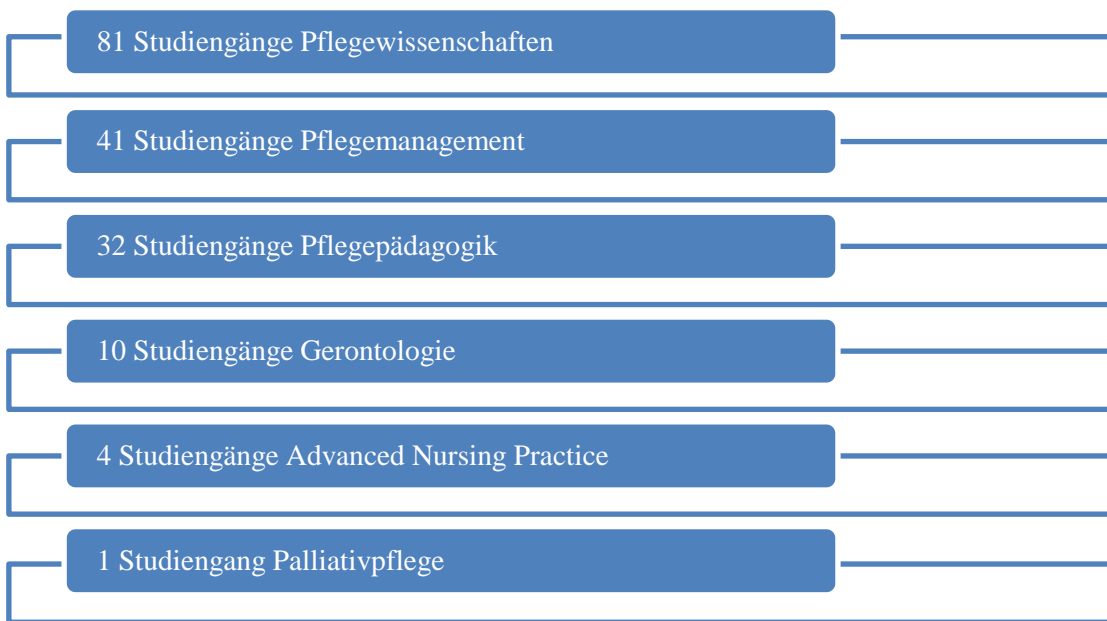 81 Studiengänge Pflegewissenschaften
41 Studiengänge Pflegemanagement
32 Studiengänge Pflegepädagogik
10 Studiengänge Gerontologie
4 Studiengänge Advanced Nursing Practice
1 Studiengang Palliativpflege